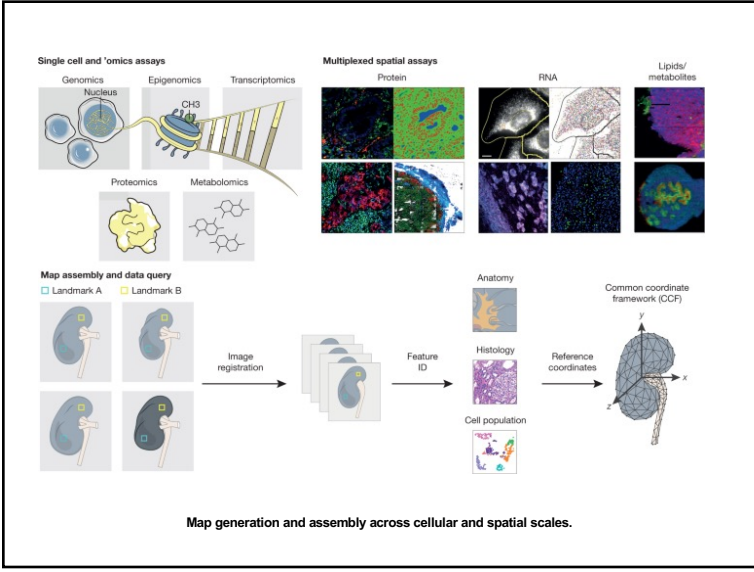 Single cell and 'omics assays
Genomics
Epigenomics
Transcriptomics
Nucleus
CH3
Proteomics
Metabolomics
Multiplexed spatial assays
Protein
RNA
Lipids/
metabolites
Map assembly and data query
Landmark A
Landmark B
Image
registration
Feature
ID
Anatomy
Histology
Cell population
Reference
coordinates
Common coordinate
framework (CCF)
y
x
z
Map generation and assembly across cellular and spatial scales.